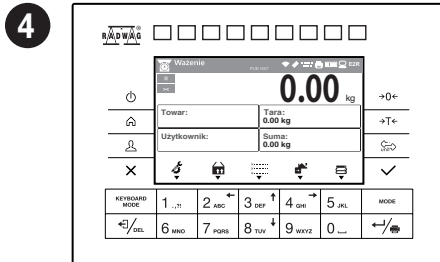 4
RADWAG
Ważenie
E2R
0.00 kg
→0←
Towar:
Tara:
0.00 kg
→T←
Użytkownik:
Suma:
0.00 kg
KEYBOARD MODE
1 .,?!
2 ABC
3 DEF
4 GHI
5 JKL
MODE
DEL
6 MNO
7 PQRS
8 TUV
9 WXYZ
0